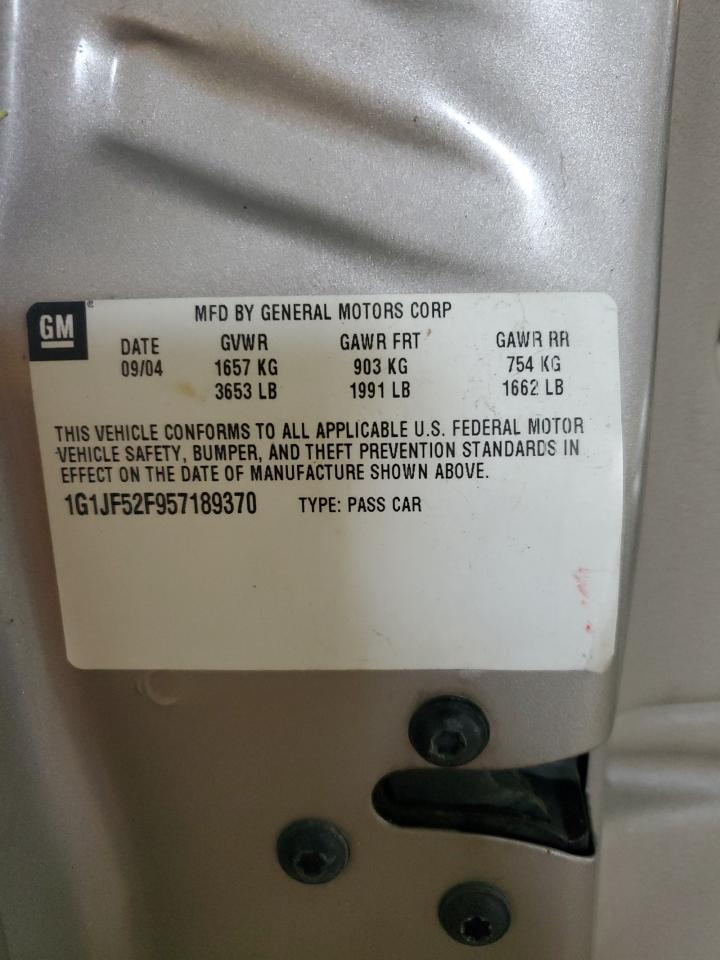 GM®
MFD BY GENERAL MOTORS CORP
DATE GVWR GAWR FRT GAWR RR
09/04 1657 KG 903 KG 754 KG
3653 LB 1991 LB 1662 LB
THIS VEHICLE CONFORMS TO ALL APPLICABLE U.S. FEDERAL MOTOR
VEHICLE SAFETY, BUMPER, AND THEFT PREVENTION STANDARDS IN
EFFECT ON THE DATE OF MANUFACTURE SHOWN ABOVE.
1G1JF52F957189370 TYPE: PASS CAR